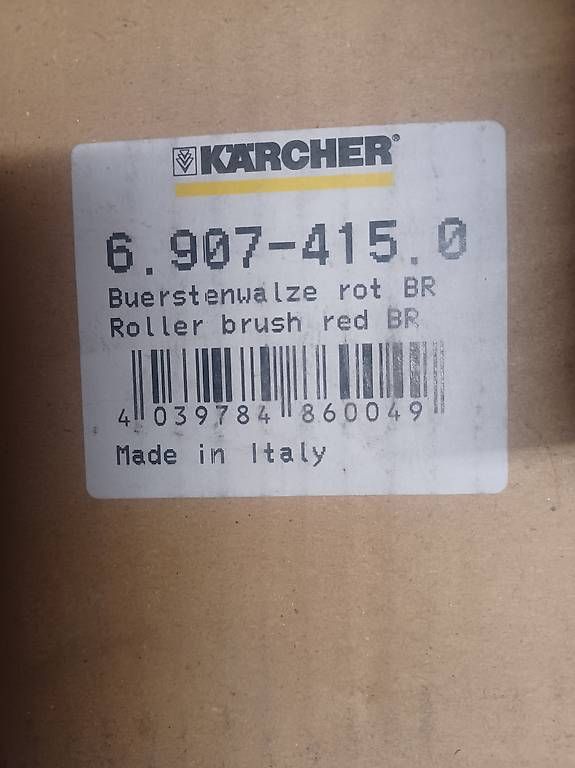 KÄRCHER®
6.907-415.0
Buerstenwalze rot BR
Roller brush red BR
4 039784 860049
Made in Italy